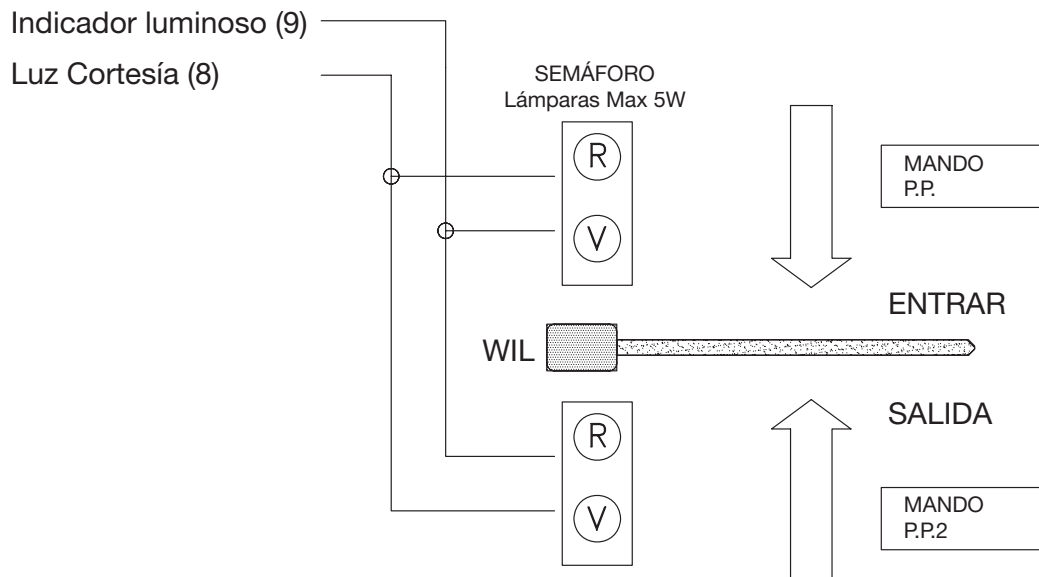 Indicador luminoso (9)
Luz Cortesía (8)
SEMÁFORO
Lámparas Max 5W
R
V
MANDO
P.P.
ENTRAR
WIL
SALIDA
R
V
MANDO
P.P.2